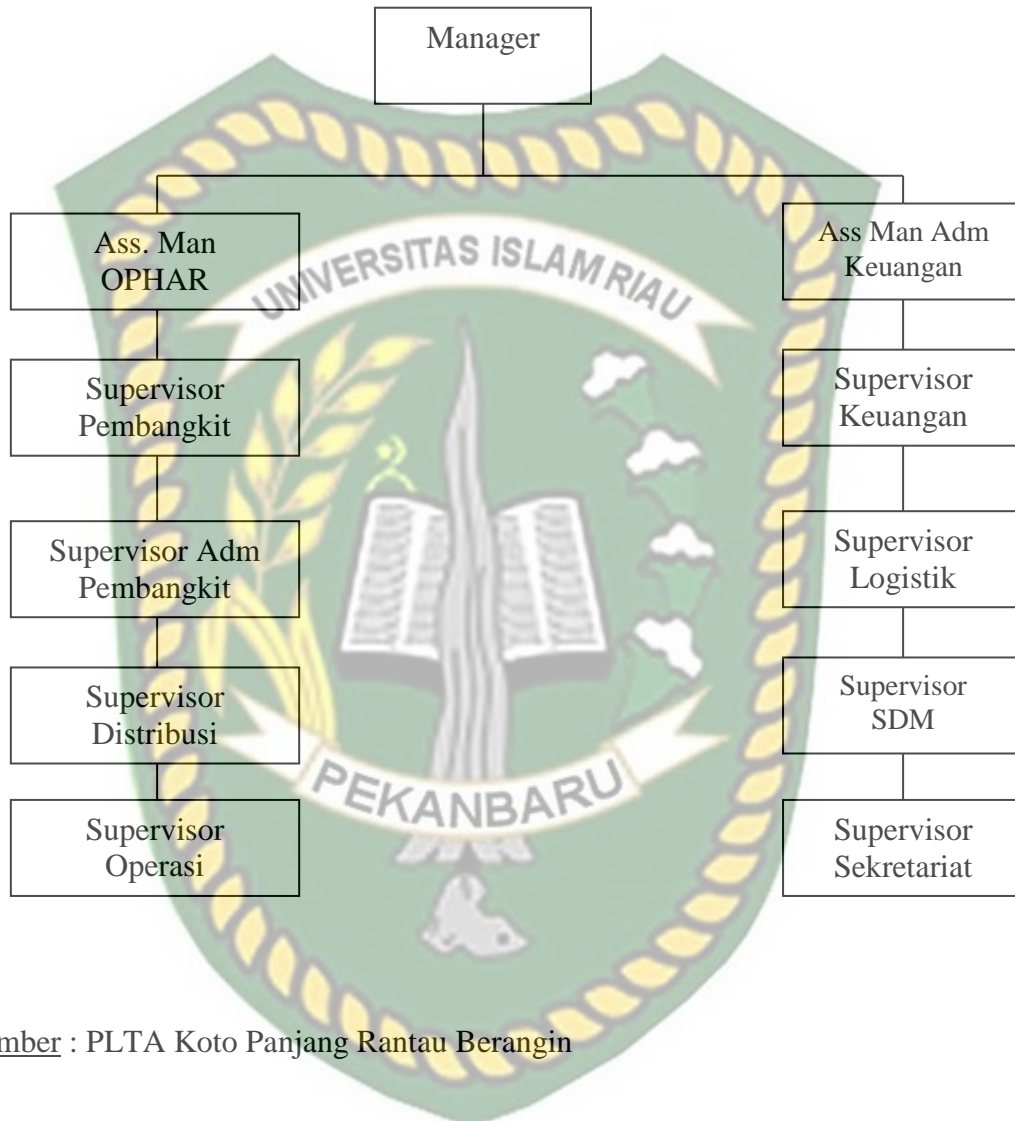 Manager
Ass. Man
OPHAR
Ass Man Adm
Keuangan
UNIVERSITAS ISLAM RIAU
Supervisor
Pembangkit
Supervisor
Keuangan
Supervisor Adm
Pembangkit
Supervisor
Logistik
Supervisor
Distribusi
Supervisor
SDM
PEKANBARU
Supervisor
Operasi
Supervisor
Sekretariat
mber : PLTA Koto Panjang Rantau Berangin